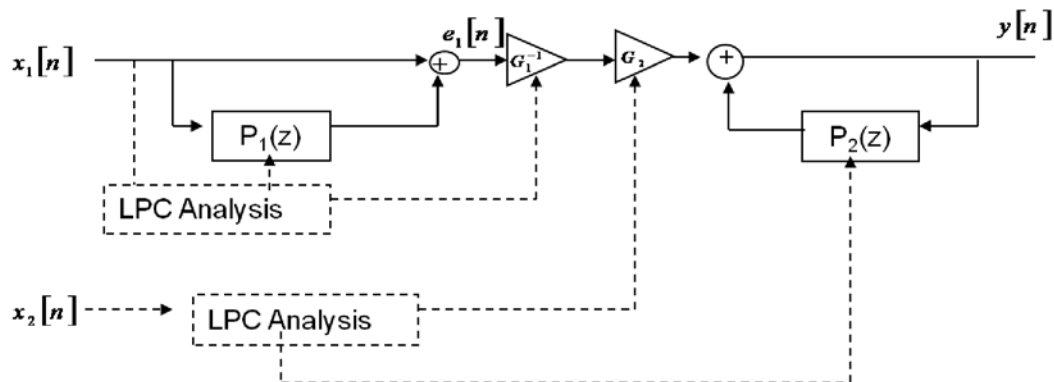 e₁[n]
y[n]
x₁[n]
+
G₁⁻¹
G₂
+
P₁(z)
P₂(z)
LPC Analysis
x₂[n]
LPC Analysis